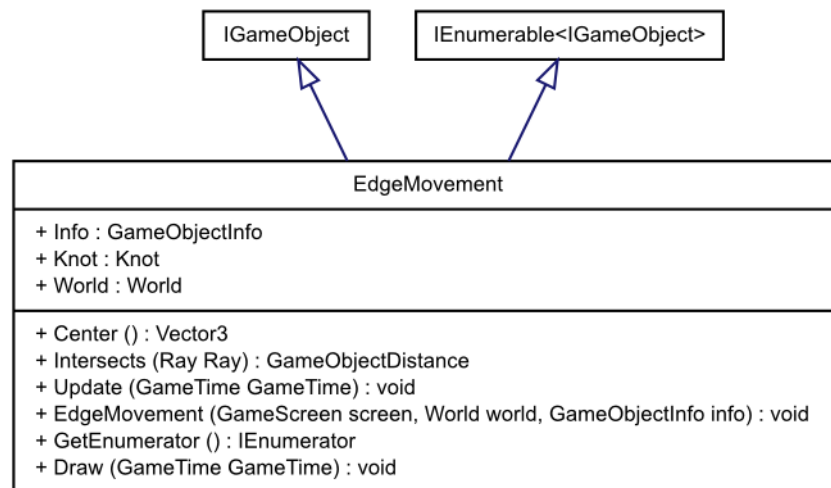 IGameObject
IEnumerable<IGameObject>
EdgeMovement
+ Info : GameObjectInfo
+ Knot : Knot
+ World : World
+ Center () : Vector3
+ Intersects (Ray Ray) : GameObjectDistance
+ Update (GameTime GameTime) : void
+ EdgeMovement (GameScreen screen, World world, GameObjectInfo info) : void
+ GetEnumerator () : IEnumerator
+ Draw (GameTime GameTime) : void